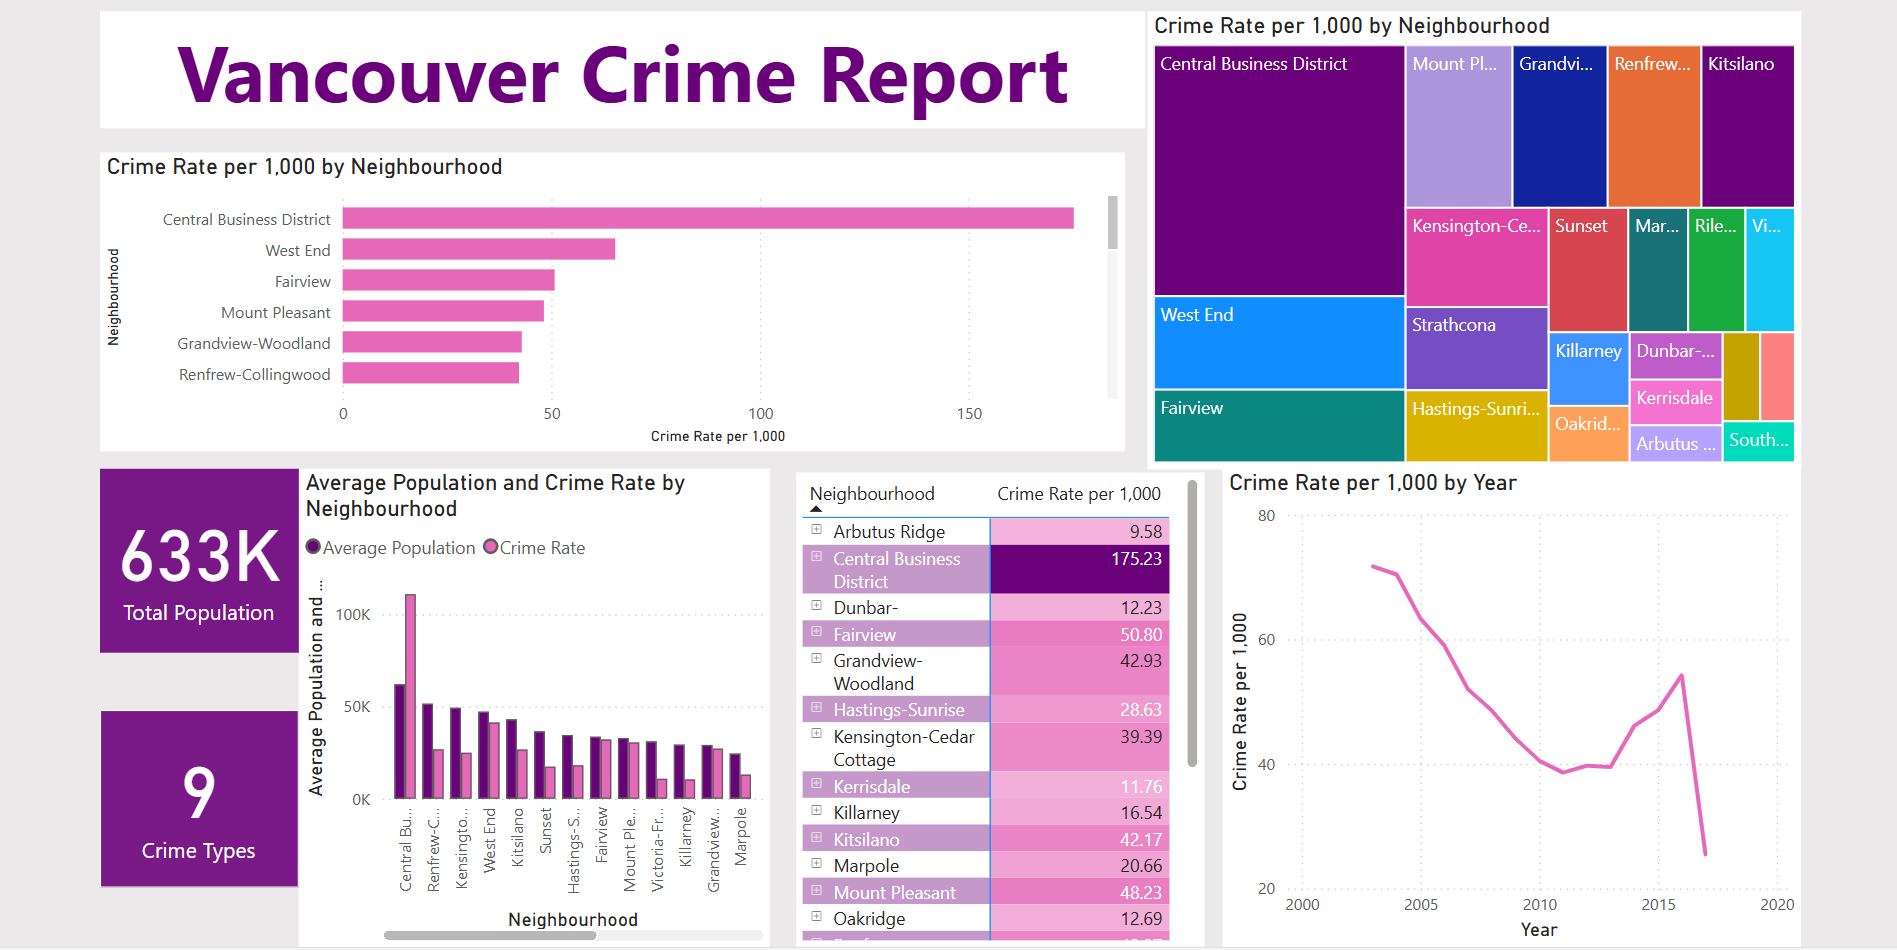 Vancouver Crime Report
Crime Rate per 1,000 by Neighbourhood
Central Business District
West End
Fairview
Mount Pleasant
Grandview-Woodland
Renfrew-Collingwood
Neighbourhood
0 50 100 150
Crime Rate per 1,000
Crime Rate per 1,000 by Neighbourhood
Central Business District
Mount Pl...
Grandvi...
Renfrew...
Kitsilano
West End
Fairview
Kensington-Ce...
Strathcona
Hastings-Sunri...
Sunset
Mar...
Rile...
Vi...
Killarney
Oakrid...
Dunbar-...
Kerrisdale
Arbutus ...
South...
633K
Total Population
9
Crime Types
Average Population and Crime Rate by
Neighbourhood
Average Population Crime Rate
Average Population and ...
100K
50K
0K
Central Bu...
Renfrew-C...
Kensingto...
West End
Kitsilano
Sunset
Hastings-S...
Fairview
Mount Ple...
Victoria-Fr...
Killarney
Grandview...
Marpole
Neighbourhood
Neighbourhood Crime Rate per 1,000
Arbutus Ridge 9.58
Central Business 175.23
District
Dunbar- 12.23
Fairview 50.80
Grandview- 42.93
Woodland
Hastings-Sunrise 28.63
Kensington-Cedar 39.39
Cottage
Kerrisdale 11.76
Killarney 16.54
Kitsilano 42.17
Marpole 20.66
Mount Pleasant 48.23
Oakridge 12.69
Crime Rate per 1,000 by Year
Crime Rate per 1,000
80
60
40
20
2000 2005 2010 2015 2020
Year